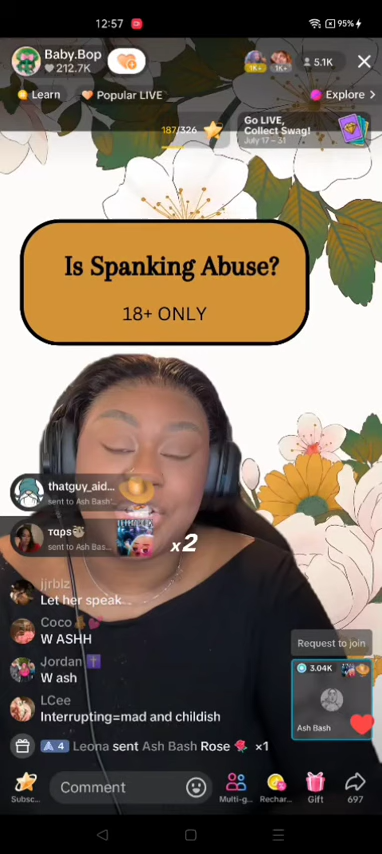 12:57
95%
Baby.Bop
212.7K
1K+
1K+
5.1K
Learn
Popular LIVE
Explore
187/326
Go LIVE,
Collect Swag!
July 17 – 31
Is Spanking Abuse?
18+ ONLY
thatguy_aid...
sent to Ash Bash
ταρs
sent to Ash Bas...
x2
jjrblz
Let her speak
Coco
W ASHH
Jordan
W ash
LCee
Interrupting=mad and childish
4 Leona sent Ash Bash Rose x1
Request to join
3.04K
Ash Bash
Subsc...
Comment
Multi-g...
Rechar...
Gift
697